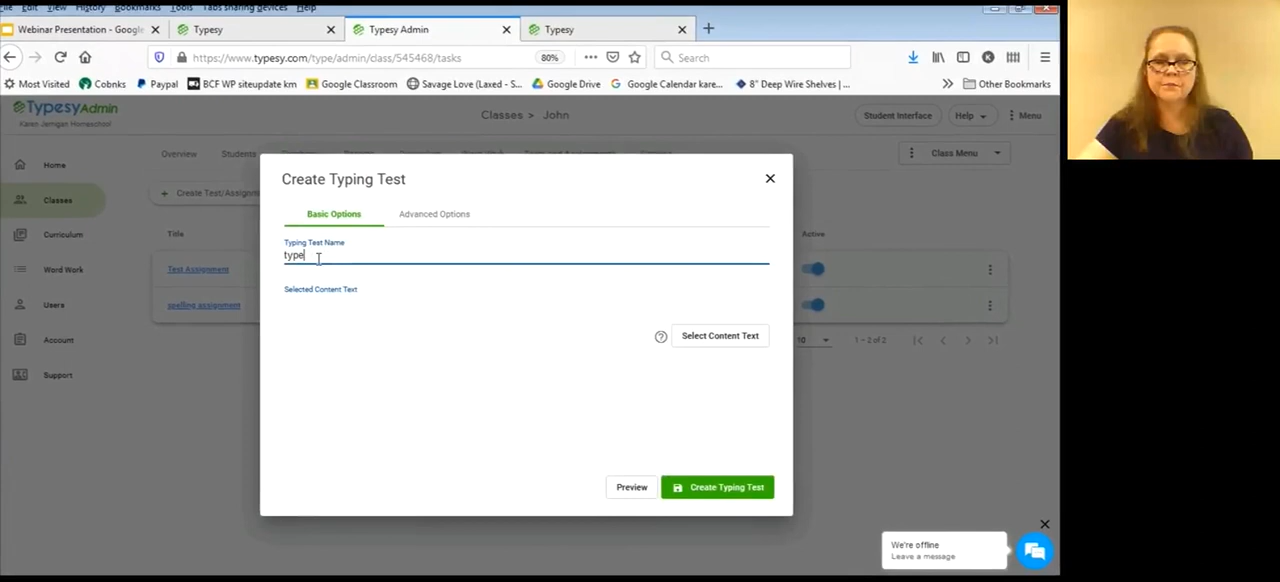 File Edit View History Bookmarks Tools Tabs sharing devices Help
Webinar Presentation - Google
Typesy
Typesy Admin
Typesy
https://www.typesy.com/type/admin/class/545468/tasks
80%
Search
Most Visited
Cobnks
Paypal
BCF WP siteupdate km
Google Classroom
Savage Love (Laxed - S...
Google Drive
Google Calendar kare...
8" Deep Wire Shelves | ...
Other Bookmarks
TypesyAdmin
Karen Jernigan Homeschool
Classes > John
Student Interface
Help
Menu
Home
Classes
Curriculum
Word Work
Users
Account
Support
Overview
Students
Class Menu
+ Create Test/Assignm
Title
Active
Test Assignment
spelling assignment
10
1 - 2 of 2
Create Typing Test
Basic Options
Advanced Options
Typing Test Name
type
Selected Content Text
Select Content Text
Preview
Create Typing Test
We're offline
Leave a message